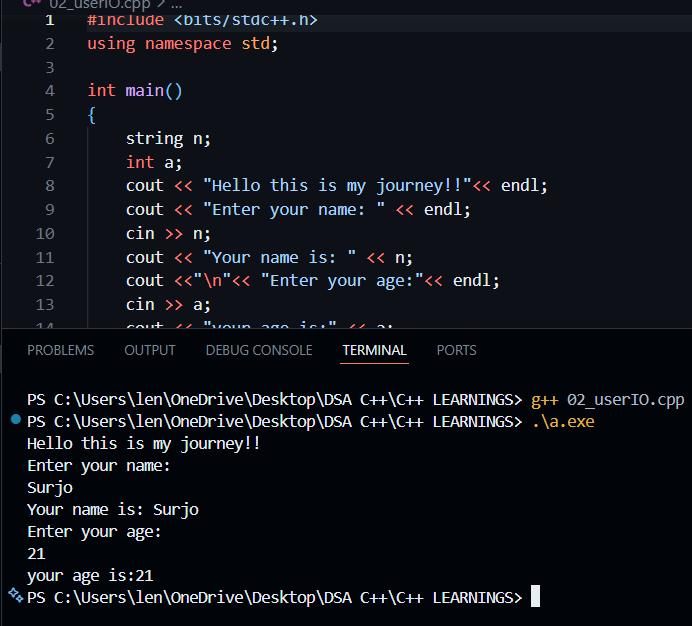 02_userIO.cpp > ...
1 #include <bits/stdc++.h>
2 using namespace std;
3
4 int main()
5 {
6 string n;
7 int a;
8 cout << "Hello this is my journey!!"<< endl;
9 cout << "Enter your name: " << endl;
10 cin >> n;
11 cout << "Your name is: " << n;
12 cout <<"\n"<< "Enter your age:"<< endl;
13 cin >> a;
14 cout << "your age is:" << a;
PROBLEMS OUTPUT DEBUG CONSOLE TERMINAL PORTS
PS C:\Users\len\OneDrive\Desktop\DSA C++\C++ LEARNINGS> g++ 02_userIO.cpp
PS C:\Users\len\OneDrive\Desktop\DSA C++\C++ LEARNINGS> .\a.exe
Hello this is my journey!!
Enter your name:
Surjo
Your name is: Surjo
Enter your age:
21
your age is:21
PS C:\Users\len\OneDrive\Desktop\DSA C++\C++ LEARNINGS>